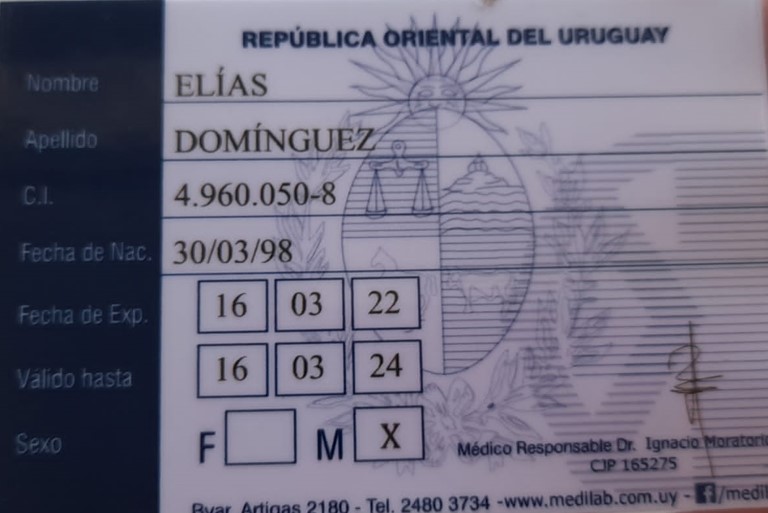 REPÚBLICA ORIENTAL DEL URUGUAY
Nombre ELÍAS
Apellido DOMÍNGUEZ
C.I. 4.960.050-8
Fecha de Nac. 30/03/98
Fecha de Exp. 16 03 22
Válido hasta 16 03 24
Sexo F M X
Médico Responsable Dr. Ignacio Moratorio
CJP 165275
Bvar. Artigas 2180 - Tel. 2480 3734 -www.medilab.com.uy - /medil